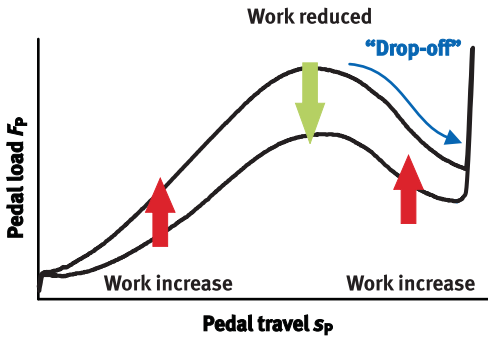 Work reduced
"Drop-off"
Pedal load FP
Work increase
Work increase
Pedal travel sP